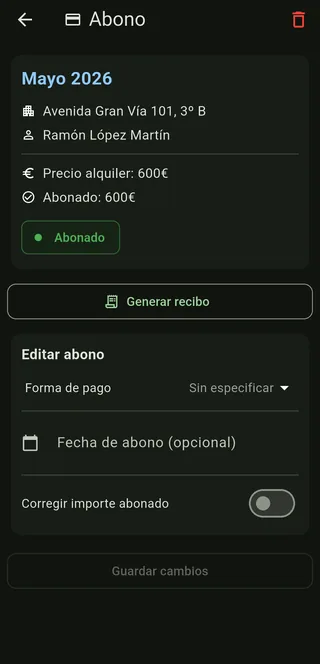 Abono
Mayo 2026
Avenida Gran Vía 101, 3º B
Ramón López Martín
Precio alquiler: 600€
Abonado: 600€
Abonado
Generar recibo
Editar abono
Forma de pago
Sin especificar
Fecha de abono (opcional)
Corregir importe abonado
Guardar cambios